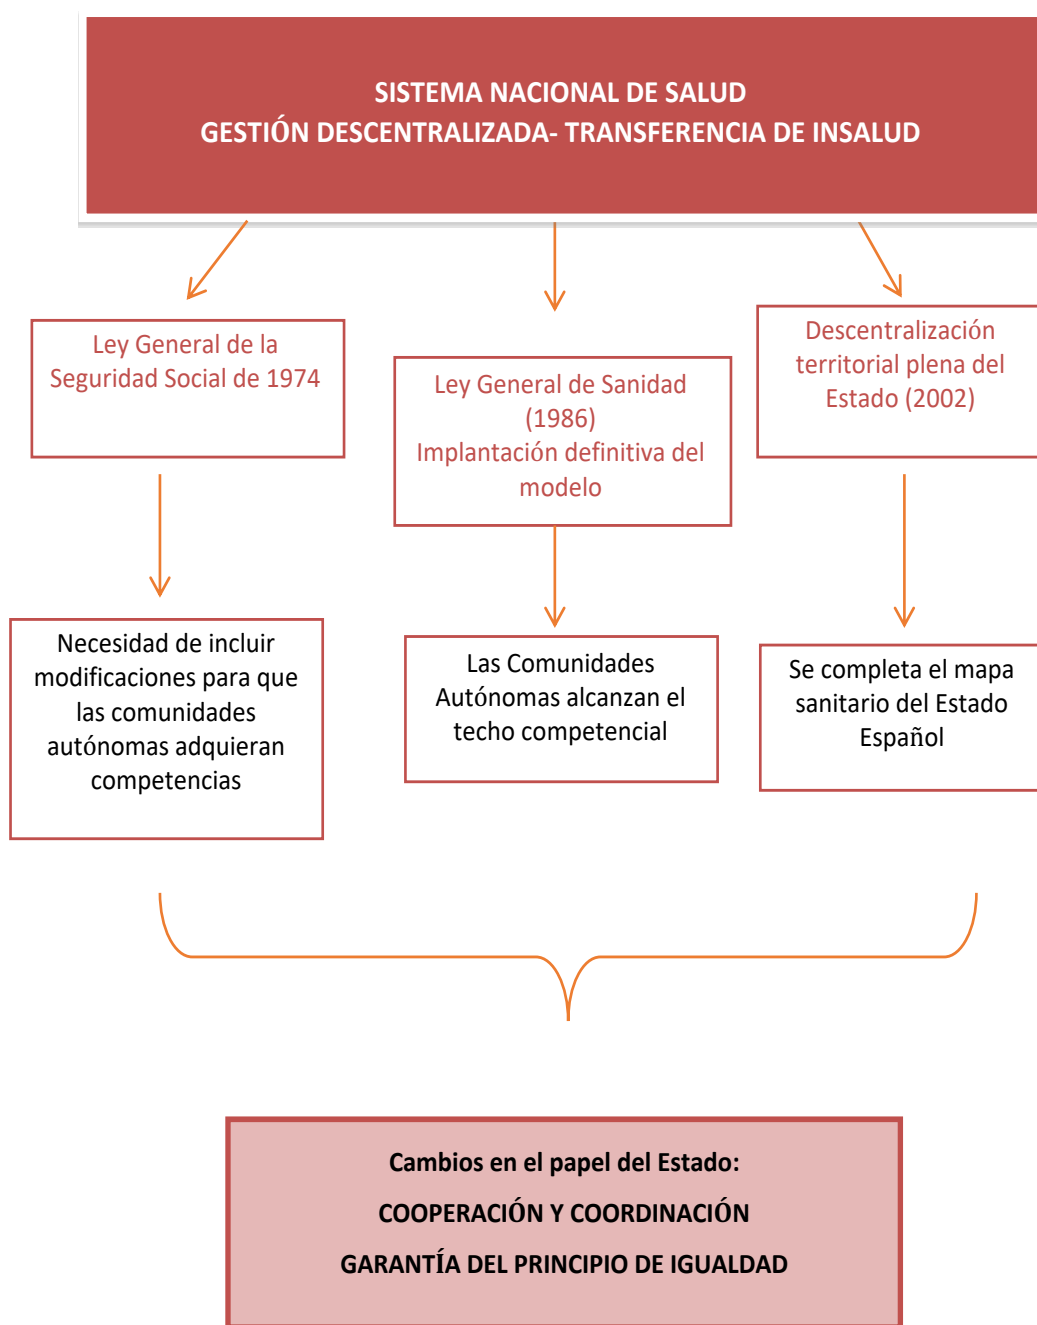 SISTEMA NACIONAL DE SALUD
GESTIÓN DESCENTRALIZADA- TRANSFERENCIA DE INSALUD
Ley General de la
Seguridad Social de 1974
Ley General de Sanidad
(1986)
Implantación definitiva del
modelo
Descentralización
territorial plena del
Estado (2002)
Necesidad de incluir
modificaciones para que
las comunidades
autónomas adquieran
competencias
Las Comunidades
Autónomas alcanzan el
techo competencial
Se completa el mapa
sanitario del Estado
Español
Cambios en el papel del Estado:
COOPERACIÓN Y COORDINACIÓN
GARANTÍA DEL PRINCIPIO DE IGUALDAD